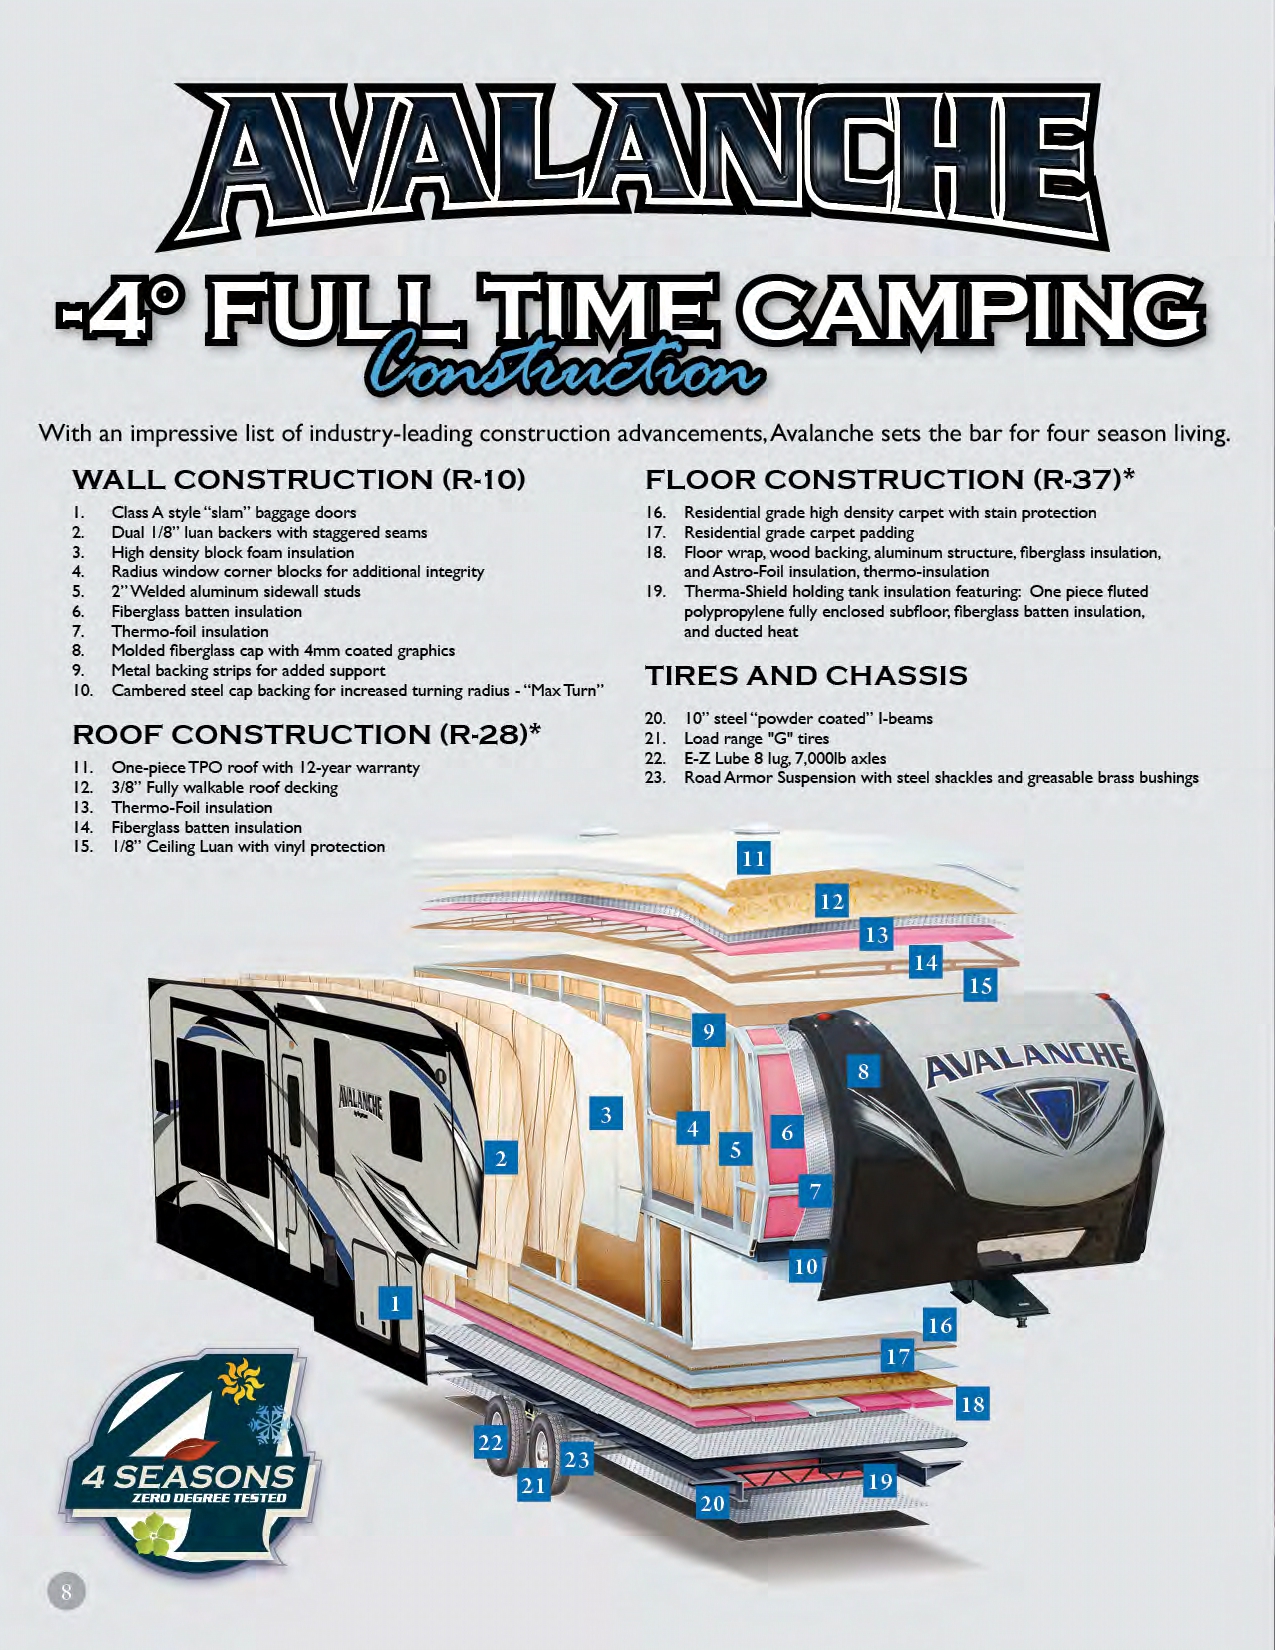 AVALANCHE
-4° FULL TIME CAMPING
Construction
With an impressive list of industry-leading construction advancements, Avalanche sets the bar for four season living.
WALL CONSTRUCTION (R-10)
1. Class A style “slam” baggage doors
2. Dual 1/8” luan backers with staggered seams
3. High density block foam insulation
4. Radius window corner blocks for additional integrity
5. 2” Welded aluminum sidewall studs
6. Fiberglass batten insulation
7. Thermo-foil insulation
8. Molded fiberglass cap with 4mm coated graphics
9. Metal backing strips for added support
10. Cambered steel cap backing for increased turning radius - “Max Turn”
ROOF CONSTRUCTION (R-28)*
11. One-piece TPO roof with 12-year warranty
12. 3/8” Fully walkable roof decking
13. Thermo-Foil insulation
14. Fiberglass batten insulation
15. 1/8” Ceiling Luan with vinyl protection
FLOOR CONSTRUCTION (R-37)*
16. Residential grade high density carpet with stain protection
17. Residential grade carpet padding
18. Floor wrap, wood backing, aluminum structure, fiberglass insulation,
and Astro-Foil insulation, thermo-insulation
19. Therma-Shield holding tank insulation featuring: One piece fluted
polypropylene fully enclosed subfloor, fiberglass batten insulation,
and ducted heat
TIRES AND CHASSIS
20. 10” steel “powder coated” I-beams
21. Load range "G" tires
22. E-Z Lube 8 lug, 7,000lb axles
23. Road Armor Suspension with steel shackles and greasable brass bushings
11
12
13
14
15
9
8
AVALANCHE
AVALANCHE
3
4
5
6
2
7
10
1
16
17
18
22
23
21
19
20
4 SEASONS
ZERO DEGREE TESTED
8